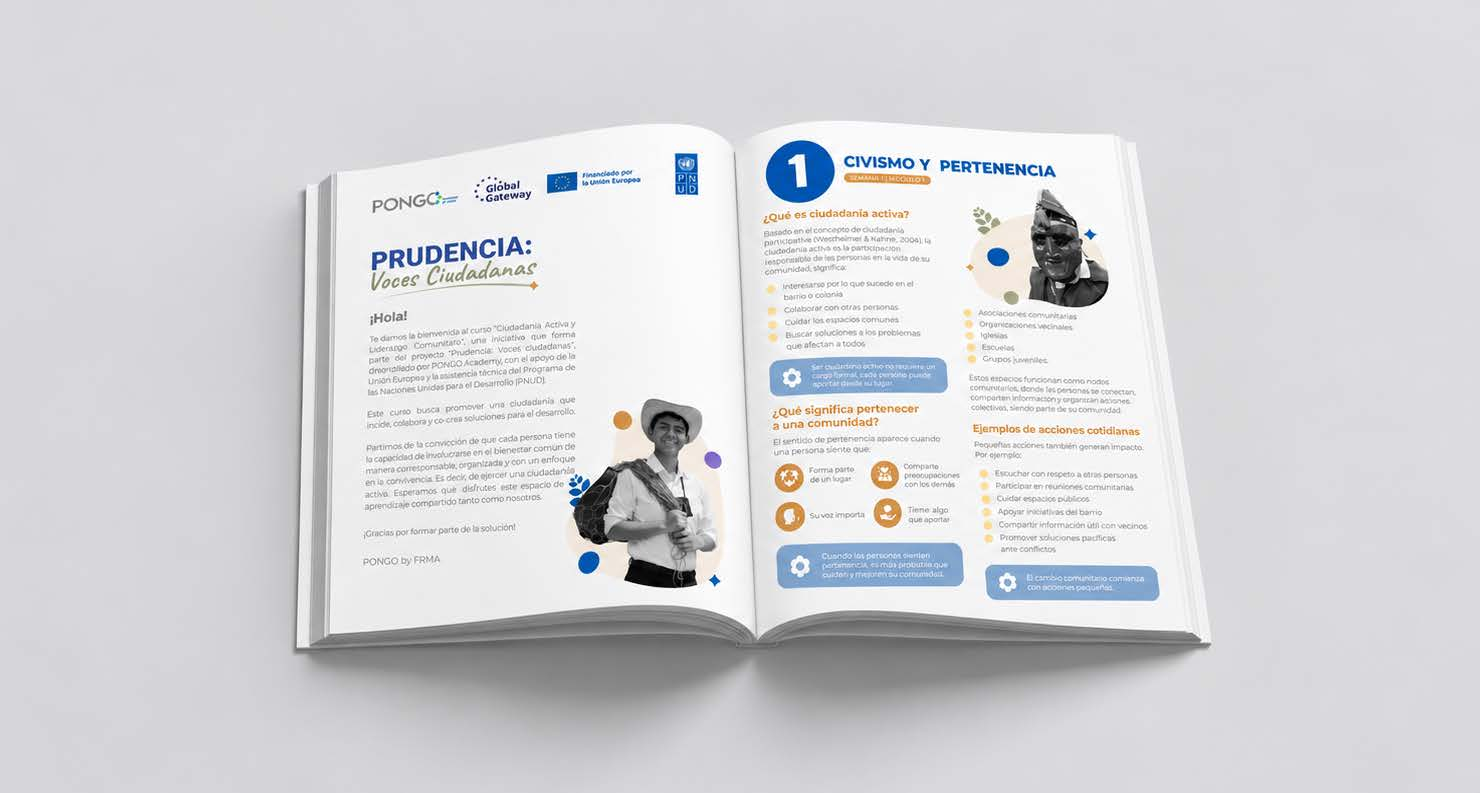 PONGO
Global
Gateway
Financiado por
la Unión Europea
PNUD
PRUDENCIA:
Voces Ciudadanas
¡Hola!
Te damos la bienvenida al curso "Ciudadanía Activa y
Liderazgo Comunitario", una iniciativa que forma
parte del proyecto "Prudencia: Voces ciudadanas",
desarrollado por PONGO Academy, con el apoyo de la
Unión Europea y la asistencia técnica del Programa de
las Naciones Unidas para el Desarrollo (PNUD).
Este curso busca promover una ciudadanía que
incide, colabora y co-crea soluciones para el desarrollo.
Partimos de la convicción de que cada persona tiene
la capacidad de involucrarse en el bienestar común de
manera corresponsable, organizada y con un enfoque
en la convivencia. Es decir, de ejercer una ciudadanía
activa. Esperamos que disfrutes este espacio de
aprendizaje compartido tanto como nosotros.
¡Gracias por formar parte de la solución!
PONGO by FRMA
1
CIVISMO Y PERTENENCIA
SEMANA 1 | MÓDULO 1
¿Qué es ciudadanía activa?
Basado en el concepto de ciudadanía
participative (Westheimer & Kahne, 2004), la
ciudadanía activa es la participación
responsable de las personas en la vida de su
comunidad, significa:
Interesarse por lo que sucede en el
barrio o colonia
Colaborar con otras personas
Cuidar los espacios comunes
Buscar soluciones a los problemas
que afectan a todos
Ser ciudadano activo no requiere un
cargo formal, cada persona puede
aportar desde su lugar.
¿Qué significa pertenecer
a una comunidad?
El sentido de pertenencia aparece cuando
una persona siente que:
Forma parte
de un lugar
Comparte
preocupaciones
con los demás
Su voz importa
Tiene algo
que aportar
Cuando las personas sienten
pertenencia, es más probable que
cuiden y mejoren su comunidad.
Asociaciones comunitarias
Organizaciones vecinales
Iglesias
Escuelas
Grupos juveniles.
Estos espacios funcionan como nodos
comunitarios, donde las personas se conectan,
comparten información y organizan acciones
colectivas, siendo parte de su comunidad.
Ejemplos de acciones cotidianas
Pequeñas acciones también generan impacto.
Por ejemplo:
Escuchar con respeto a otras personas
Participar en reuniones comunitarias
Cuidar espacios públicos
Apoyar iniciativas del barrio
Compartir información útil con vecinos
Promover soluciones pacíficas
ante conflictos
El cambio comunitario comienza
con acciones pequeñas.